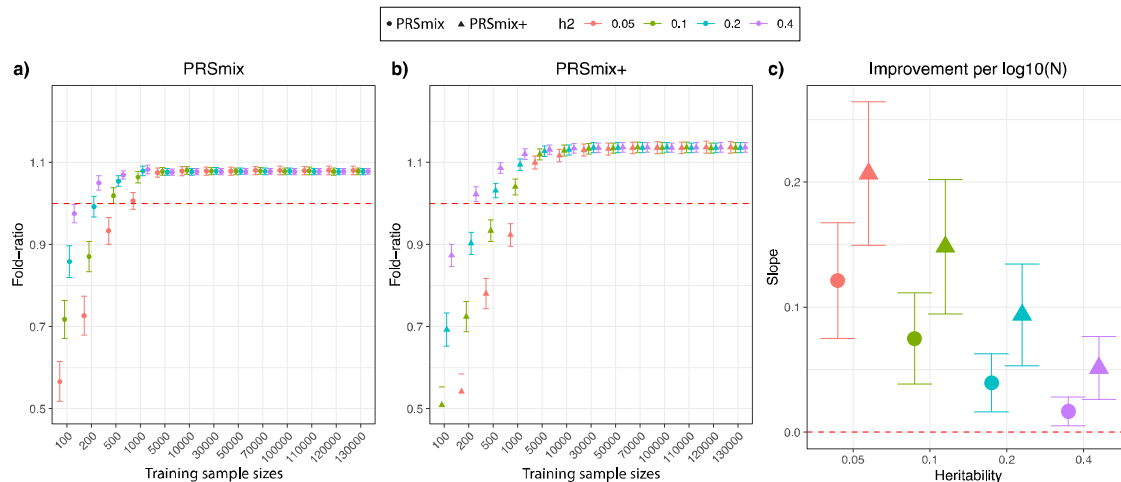 PRSmix PRSmix+ h2 0.05 0.1 0.2 0.4
a) PRSmix
b) PRSmix+
c) Improvement per log10(N)
Fold−ratio
1.1
0.9
0.7
0.5
100 200 500 1000 5000 10000 30000 50000 70000 100000 110000 120000 130000
Training sample sizes
Fold−ratio
1.1
0.9
0.7
0.5
100 200 500 1000 5000 10000 30000 50000 70000 100000 110000 120000 130000
Training sample sizes
Slope
0.2
0.1
0.0
0.05 0.1 0.2 0.4
Heritability